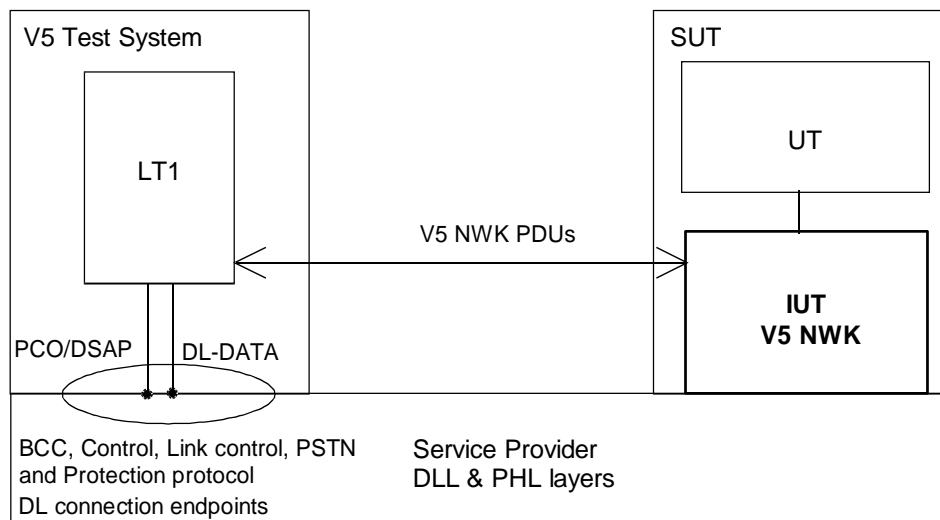 V5 Test System
SUT
LT1
UT
V5 NWK PDUs
IUT
V5 NWK
PCO/DSAP
DL-DATA
BCC, Control, Link control, PSTN
and Protection protocol
DL connection endpoints
Service Provider
DLL & PHL layers